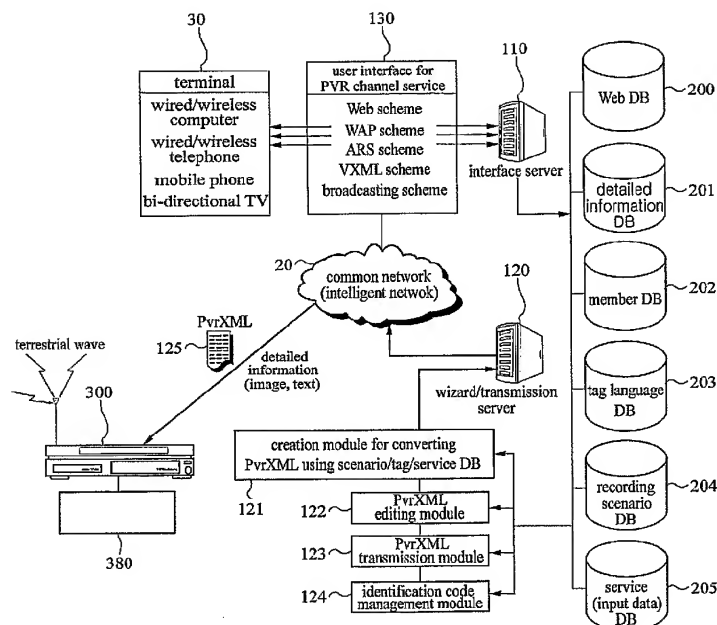 30
terminal
wired/wireless
computer
wired/wireless
telephone
mobile phone
bi-directional TV
130
user interface for
PVR channel service
Web scheme
WAP scheme
ARS scheme
VXML scheme
broadcasting scheme
110
interface server
Web DB
200
detailed
information
DB
201
member DB
202
tag language
DB
203
recording
scenario
DB
204
service
(input data)
DB
205
20
common network
(intelligent netwok)
120
wizard/transmission
server
PvrXML
125
detailed
information
(image, text)
terrestrial wave
300
380
creation module for converting
PvrXML using scenario/tag/service DB
121
122
PvrXML
editing module
123
PvrXML
transmission module
124
identification code
management module